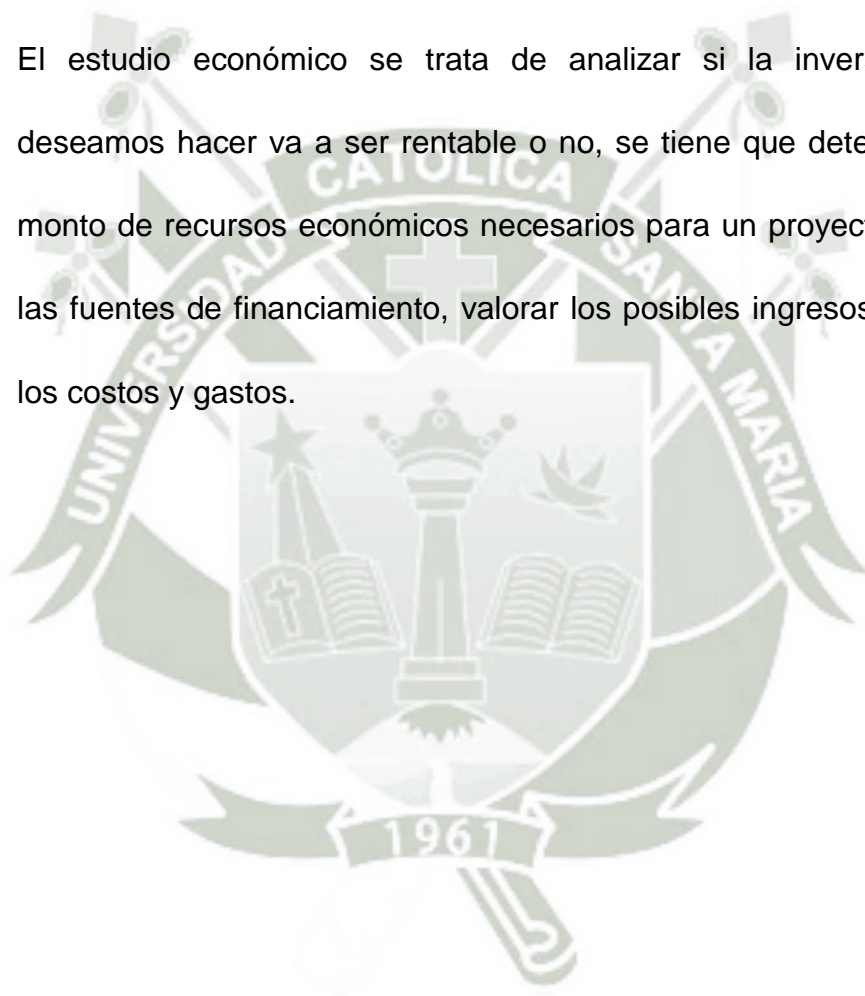 El estudio económico se trata de analizar si la inver
deseamos hacer va a ser rentable o no, se tiene que dete
monto de recursos económicos necesarios para un proyect
las fuentes de financiamiento, valorar los posibles ingresos
los costos y gastos.
UNIVERSIDAD CATOLICA SANTA MARIA
1961